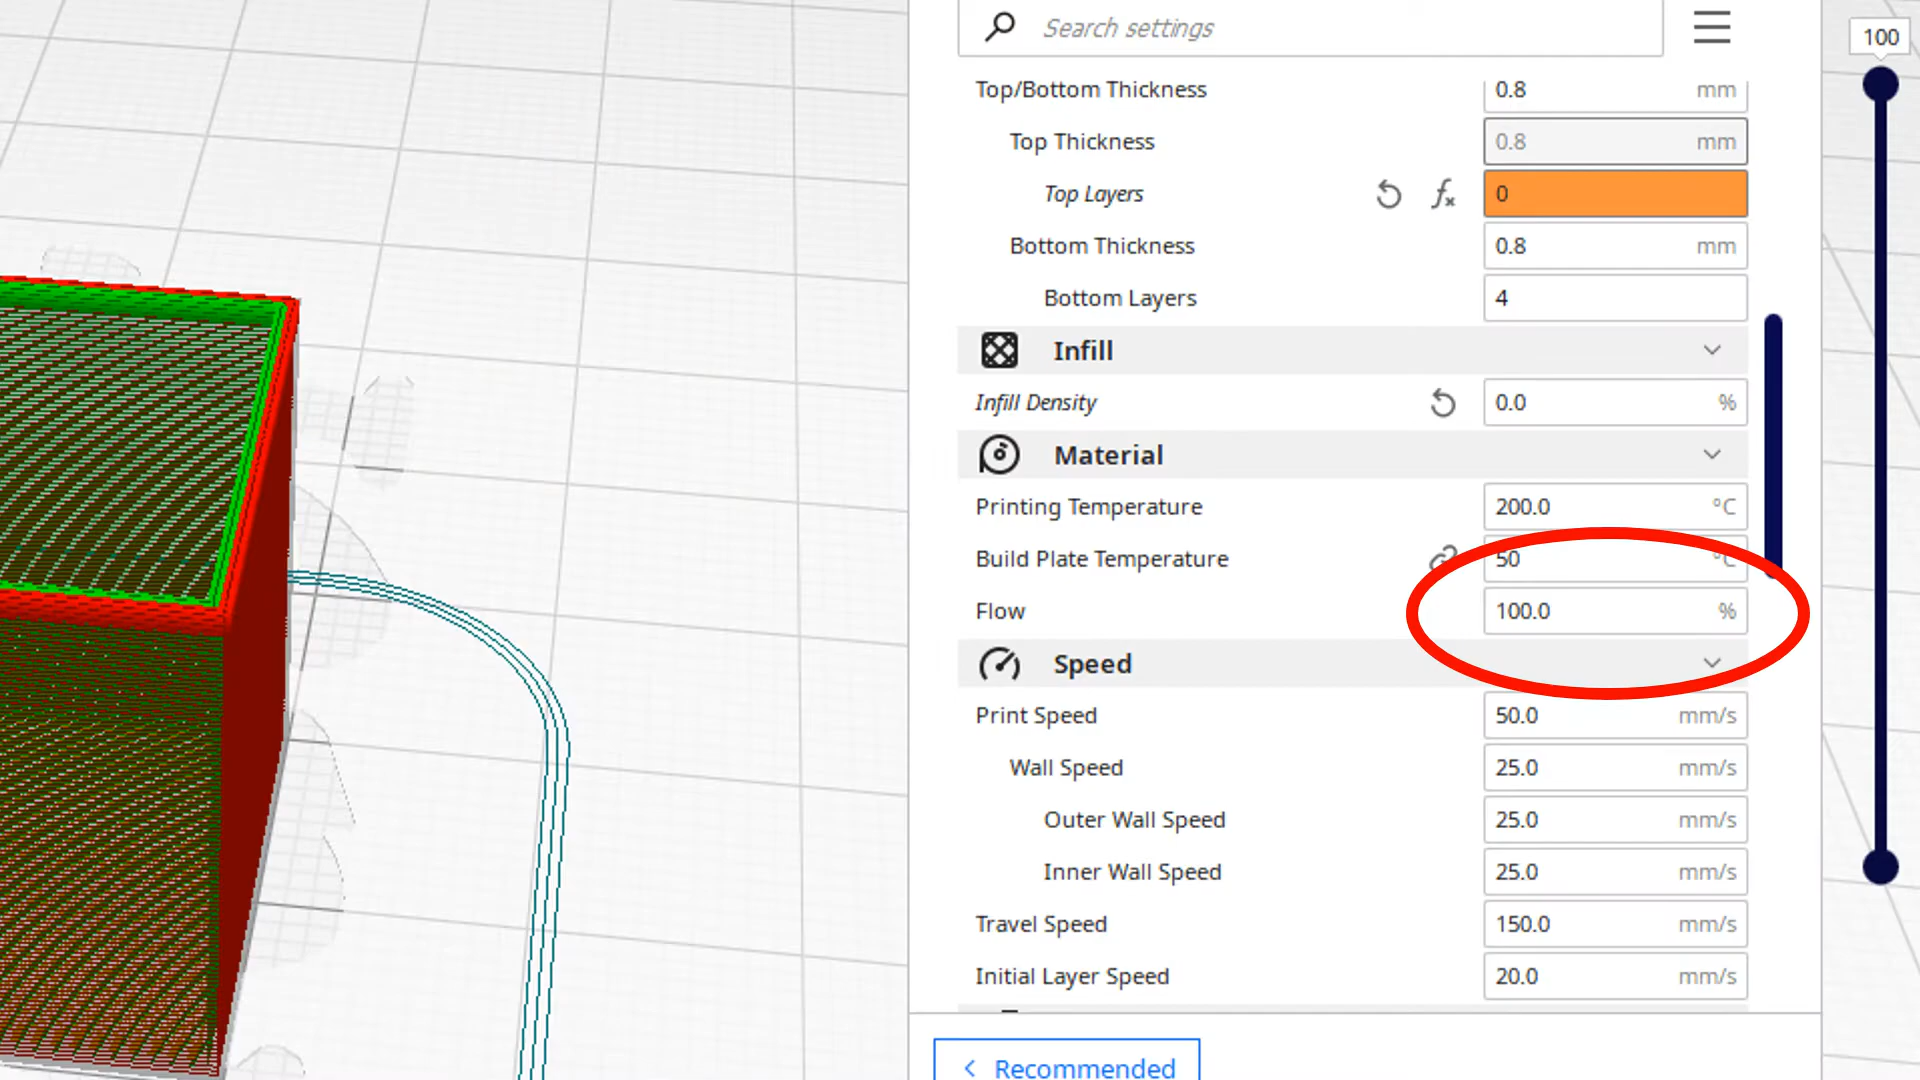 Search settings
100
Top/Bottom Thickness 0.8 mm
Top Thickness 0.8 mm
Top Layers fx 0
Bottom Thickness 0.8 mm
Bottom Layers 4
Infill
Infill Density 0.0 %
Material
Printing Temperature 200.0 °C
Build Plate Temperature 50 °C
Flow 100.0 %
Speed
Print Speed 50.0 mm/s
Wall Speed 25.0 mm/s
Outer Wall Speed 25.0 mm/s
Inner Wall Speed 25.0 mm/s
Travel Speed 150.0 mm/s
Initial Layer Speed 20.0 mm/s
Recommended